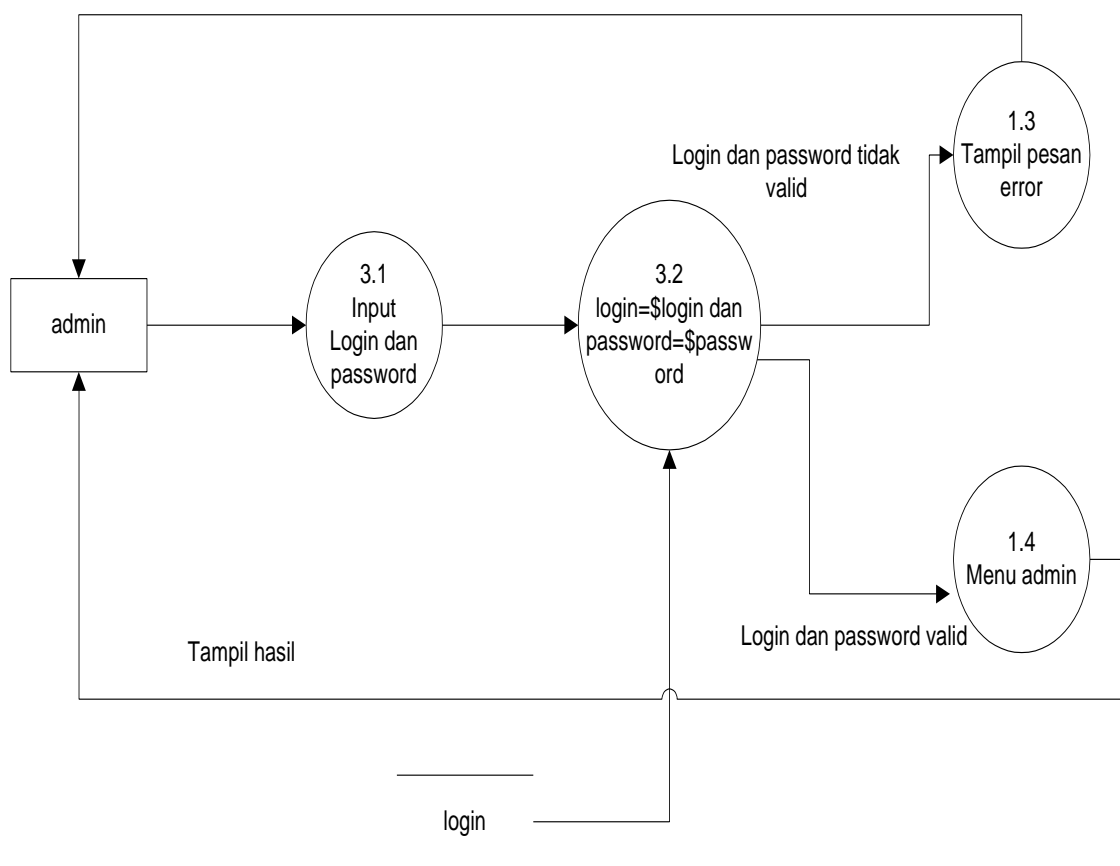 1.3
Tampil pesan
error
Login dan password tidak
valid
admin
3.1
Input
Login dan
password
3.2
login=$login dan
password=$passw
ord
1.4
Menu admin
Login dan password valid
Tampil hasil
login